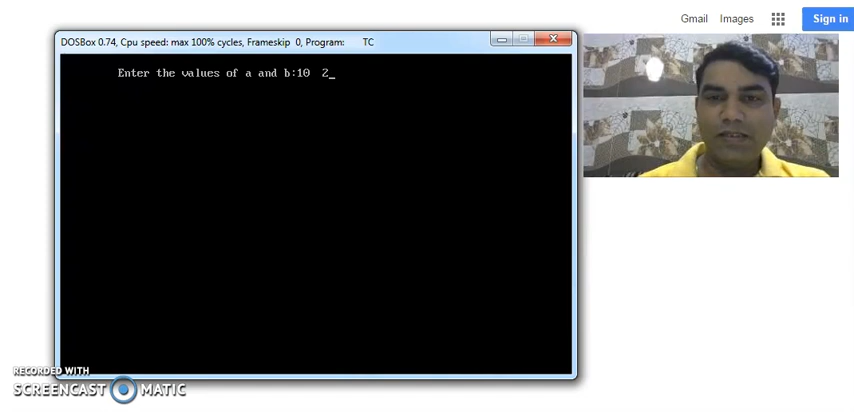 Gmail Images Sign in
DOSBox 0.74, Cpu speed: max 100% cycles, Frameskip 0, Program: TC
Enter the values of a and b:10 2
RECORDED WITH
SCREENCAST MATIC